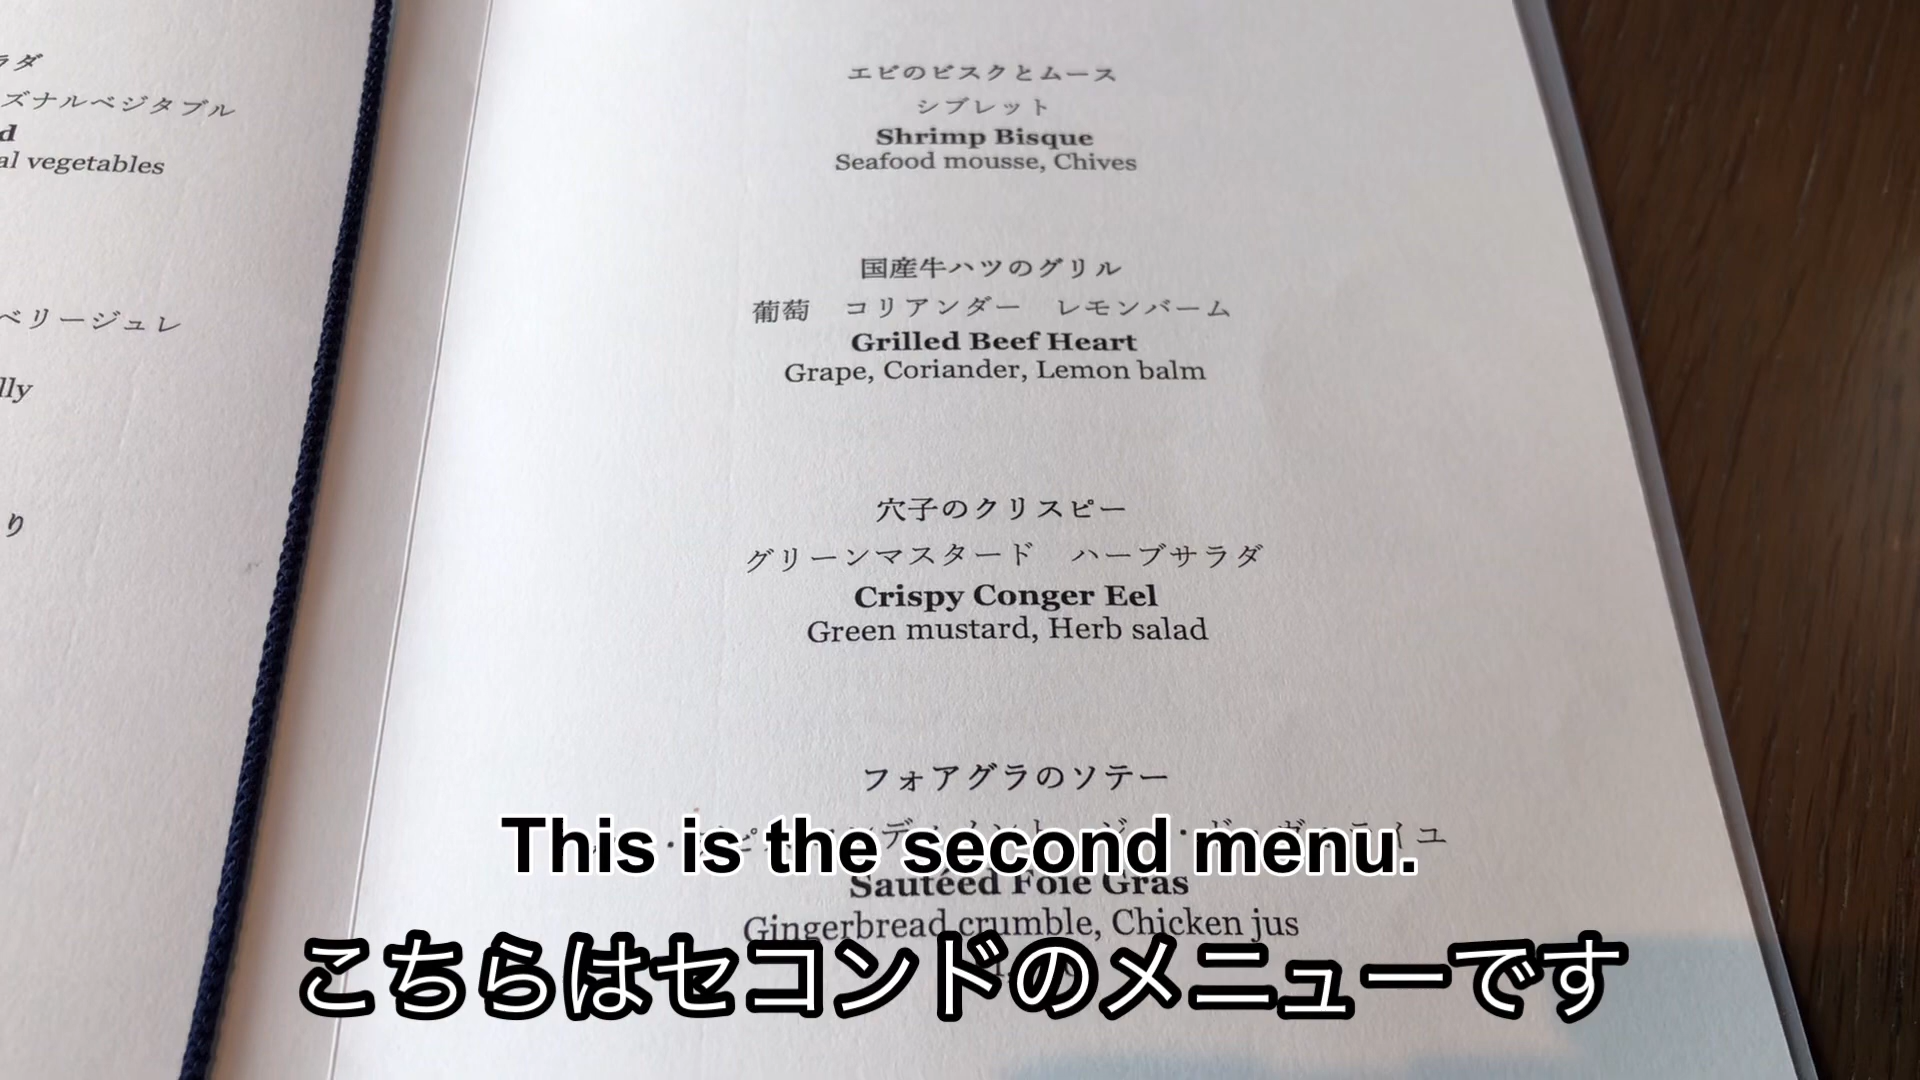 ラダ
ズナルベジタブル
d
al vegetables
ベリージュレ
lly
り
エビのビスクとムース
シブレット
Shrimp Bisque
Seafood mousse, Chives
国産牛ハツのグリル
葡萄　コリアンダー　レモンバーム
Grilled Beef Heart
Grape, Coriander, Lemon balm
穴子のクリスピー
グリーンマスタード　ハーブサラダ
Crispy Conger Eel
Green mustard, Herb salad
フォアグラのソテー
Sautéed Foie Gras
Gingerbread crumble, Chicken jus
This is the second menu.
こちらはセコンドのメニューです